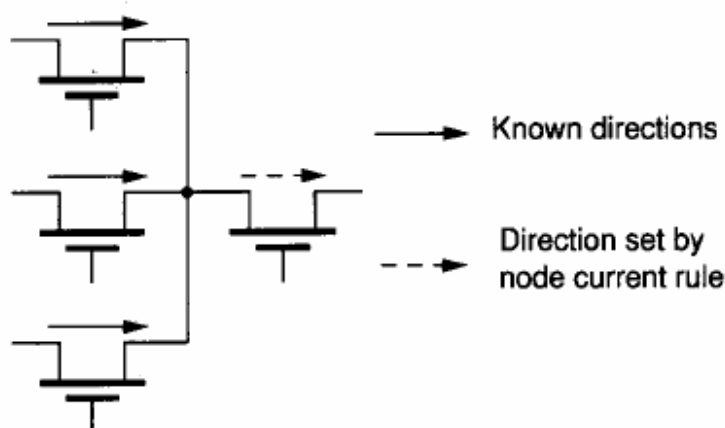 Known directions
Direction set by
node current rule